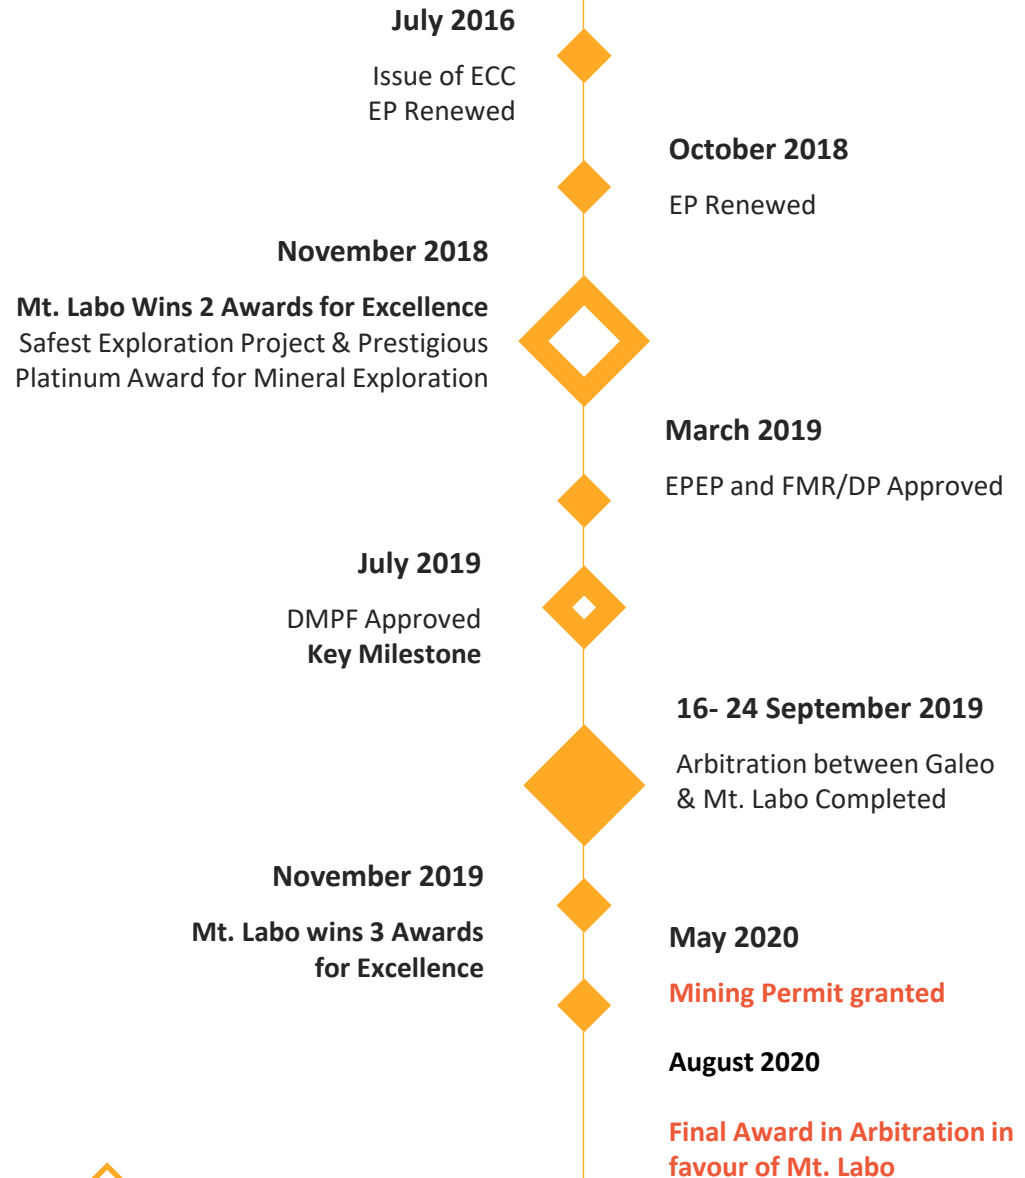 July 2016
Issue of ECC
EP Renewed
October 2018
EP Renewed
November 2018
Mt. Labo Wins 2 Awards for Excellence
Safest Exploration Project & Prestigious
Platinum Award for Mineral Exploration
March 2019
EPEP and FMR/DP Approved
July 2019
DMPF Approved
Key Milestone
16- 24 September 2019
Arbitration between Galeo
& Mt. Labo Completed
November 2019
Mt. Labo wins 3 Awards
for Excellence
May 2020
Mining Permit granted
August 2020
Final Award in Arbitration in
favour of Mt. Labo